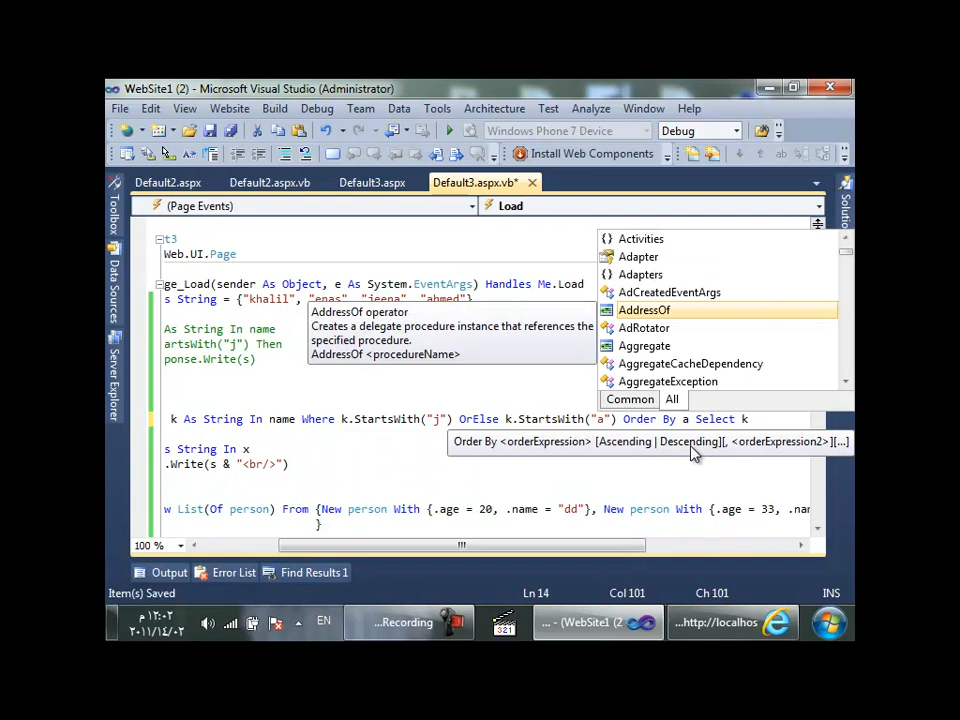 WebSite1 (2) - Microsoft Visual Studio (Administrator)
File Edit View Website Build Debug Team Data Tools Architecture Test Analyze Window Help
Windows Phone 7 Device Debug
Install Web Components
Default2.aspx Default2.aspx.vb Default3.aspx Default3.aspx.vb*
(Page Events) Load
Toolbox
Data Sources
Server Explorer
t3
Web.UI.Page
ge_Load(sender As Object, e As System.EventArgs) Handles Me.Load
s String = {"khalil", "enas", "jeena", "ahmed"}
As String In name
artsWith("j") Then
ponse.Write(s)
AddressOf operator
Creates a delegate procedure instance that references the
specified procedure.
AddressOf <procedureName>
Activities
Adapter
Adapters
AdCreatedEventArgs
AddressOf
AdRotator
Aggregate
AggregateCacheDependency
AggregateException
Common All
k As String In name Where k.StartsWith("j") OrElse k.StartsWith("a") Order By a Select k
Order By <orderExpression> [Ascending | Descending][, <orderExpression2>][...]
s String In x
.Write(s & "<br/>")
w List(Of person) From {New person With {.age = 20, .name = "dd"}, New person With {.age = 33, .nam
}
100 %
Output Error List Find Results 1
Item(s) Saved Ln 14 Col 101 Ch 101 INS
١٢:٠٢ م
٢٠١١/١٤/٠٢
EN
...Recording
321
... - (WebSite1 (2
...http://localhos